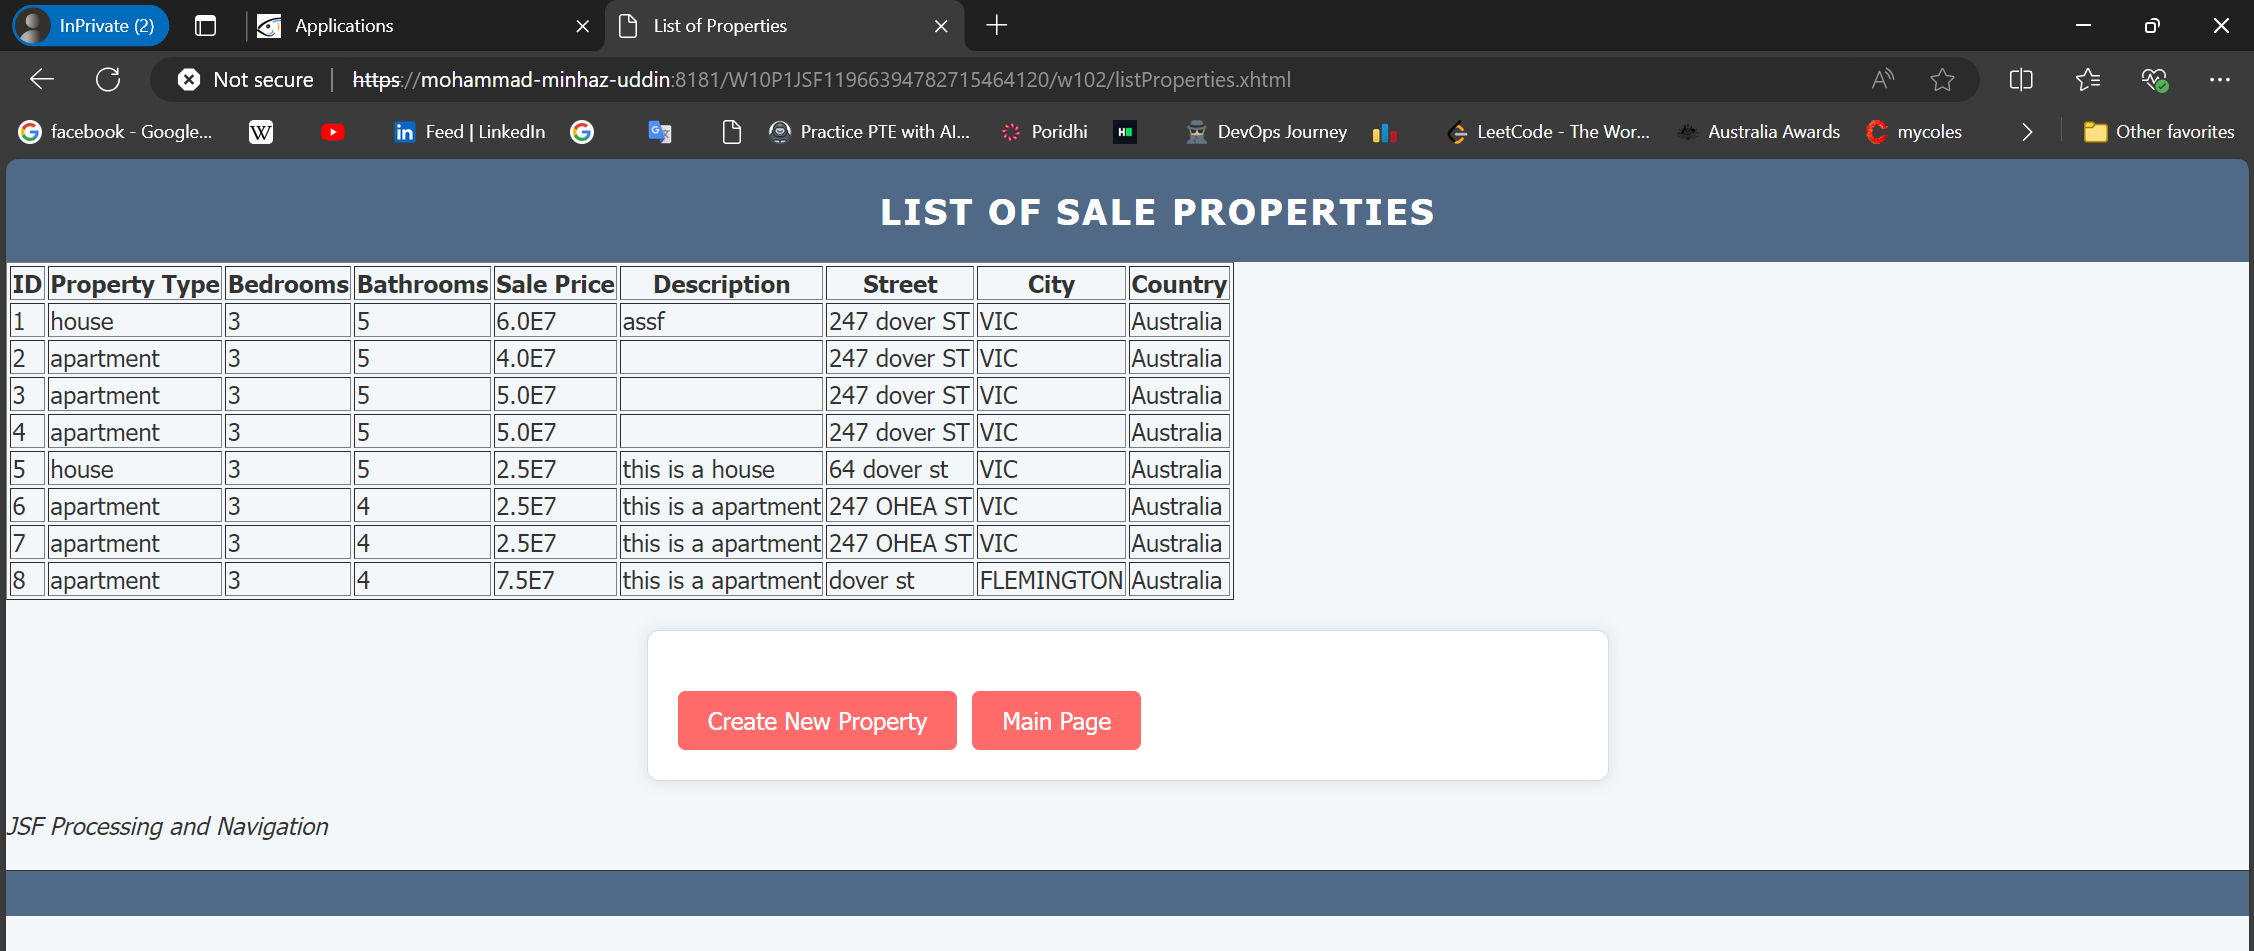 InPrivate (2) Applications List of Properties
Not secure https://mohammad-minhaz-uddin:8181/W10P1JSF11966394782715464120/w102/listProperties.xhtml
facebook - Google... W in Feed | LinkedIn Practice PTE with AI... Poridhi H DevOps Journey LeetCode - The Wor... Australia Awards mycoles Other favorites
LIST OF SALE PROPERTIES
ID Property Type Bedrooms Bathrooms Sale Price Description Street City Country
1 house 3 5 6.0E7 assf 247 dover ST VIC Australia
2 apartment 3 5 4.0E7 247 dover ST VIC Australia
3 apartment 3 5 5.0E7 247 dover ST VIC Australia
4 apartment 3 5 5.0E7 247 dover ST VIC Australia
5 house 3 5 2.5E7 this is a house 64 dover st VIC Australia
6 apartment 3 4 2.5E7 this is a apartment 247 OHEA ST VIC Australia
7 apartment 3 4 2.5E7 this is a apartment 247 OHEA ST VIC Australia
8 apartment 3 4 7.5E7 this is a apartment dover st FLEMINGTON Australia
Create New Property Main Page
JSF Processing and Navigation